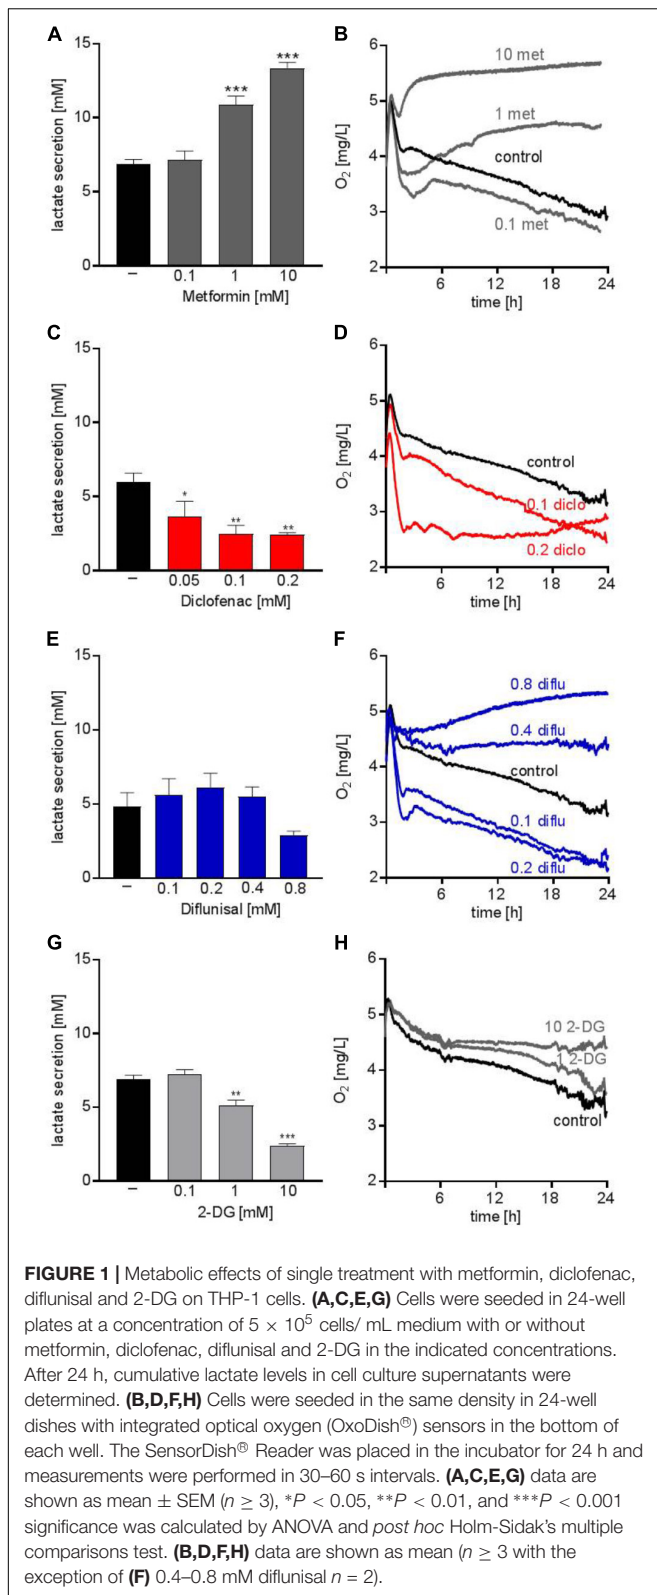 A
lactate secretion [mM]
15
10
5
0
***
***
– 0.1 1 10
Metformin [mM]
B
O2 [mg/L]
6
5
4
3
2
10 met
1 met
control
0.1 met
6 12 18 24
time [h]
C
lactate secretion [mM]
15
10
5
0
*
**
**
– 0.05 0.1 0.2
Diclofenac [mM]
D
O2 [mg/L]
6
5
4
3
2
control
0.1 diclo
0.2 diclo
6 12 18 24
time [h]
E
lactate secretion [mM]
15
10
5
0
– 0.1 0.2 0.4 0.8
Diflunisal [mM]
F
O2 [mg/L]
6
5
4
3
2
0.8 diflu
0.4 diflu
control
0.1 diflu
0.2 diflu
6 12 18 24
time [h]
G
lactate secretion [mM]
15
10
5
0
**
***
– 0.1 1 10
2-DG [mM]
H
O2 [mg/L]
6
5
4
3
2
10 2-DG
1 2-DG
control
6 12 18 24
time [h]
FIGURE 1 | Metabolic effects of single treatment with metformin, diclofenac,
diflunisal and 2-DG on THP-1 cells. (A,C,E,G) Cells were seeded in 24-well
plates at a concentration of 5 × 10⁵ cells/ mL medium with or without
metformin, diclofenac, diflunisal and 2-DG in the indicated concentrations.
After 24 h, cumulative lactate levels in cell culture supernatants were
determined. (B,D,F,H) Cells were seeded in the same density in 24-well
dishes with integrated optical oxygen (OxoDish®) sensors in the bottom of
each well. The SensorDish® Reader was placed in the incubator for 24 h and
measurements were performed in 30–60 s intervals. (A,C,E,G) data are
shown as mean ± SEM (n ≥ 3), *P < 0.05, **P < 0.01, and ***P < 0.001
significance was calculated by ANOVA and post hoc Holm-Sidak's multiple
comparisons test. (B,D,F,H) data are shown as mean (n ≥ 3 with the
exception of (F) 0.4–0.8 mM diflunisal n = 2).